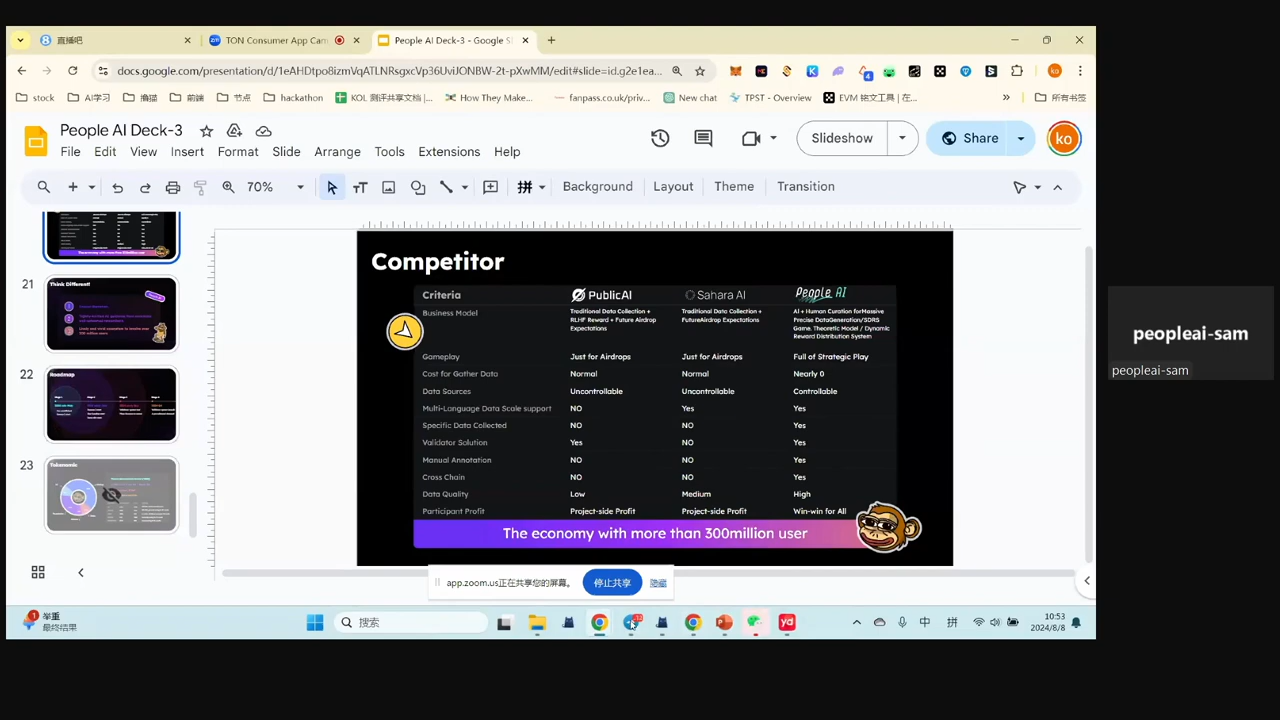 直播吧
TON Consumer App Cam
People AI Deck-3 - Google S
docs.google.com/presentation/d/1eAHDtpo8izmVqATLNRsgxcVp36UviJONBW-2t-pXwMM/edit#slide=id.g2e1ea...
ko
stock
AI学习
撸猫
前端
节点
hackathon
KOL 测评共享文档 |...
How They Make...
fanpass.co.uk/priv...
New chat
TPST - Overview
EVM 铭文工具 | 在...
所有书签
People AI Deck-3
Slideshow
Share
ko
File Edit View Insert Format Slide Arrange Tools Extensions Help
70%
拼
Background
Layout
Theme
Transition
21
Think Different!
22
Roadmap
23
Tokenomic
Competitor
Criteria PublicAI Sahara AI People AI
Business Model
Traditional Data Collection +
RLHF Reward + Future Airdrop
Expectations
Traditional Data Collection +
FutureAirdrop Expectations
AI + Human Curation forMassive
Precise DataGeneration/SDRS
Game. Theoretic Model / Dynamic
Reward Distribution System
Gameplay Just for Airdrops Just for Airdrops Full of Strategic Play
Cost for Gather Data Normal Normal Nearly 0
Data Sources Uncontrollable Uncontrollable Controllable
Multi-Language Data Scale support NO Yes Yes
Specific Data Collected NO NO Yes
Validator Solution Yes NO Yes
Manual Annotation NO NO Yes
Cross Chain NO NO Yes
Data Quality Low Medium High
Participant Profit Project-side Profit Project-side Profit Win-win for All
The economy with more than 300million user
app.zoom.us正在共享您的屏幕。
停止共享
隐藏
peopleai-sam
peopleai-sam
1
举重
最终结果
搜索
yd
中
拼
10:53
2024/8/8